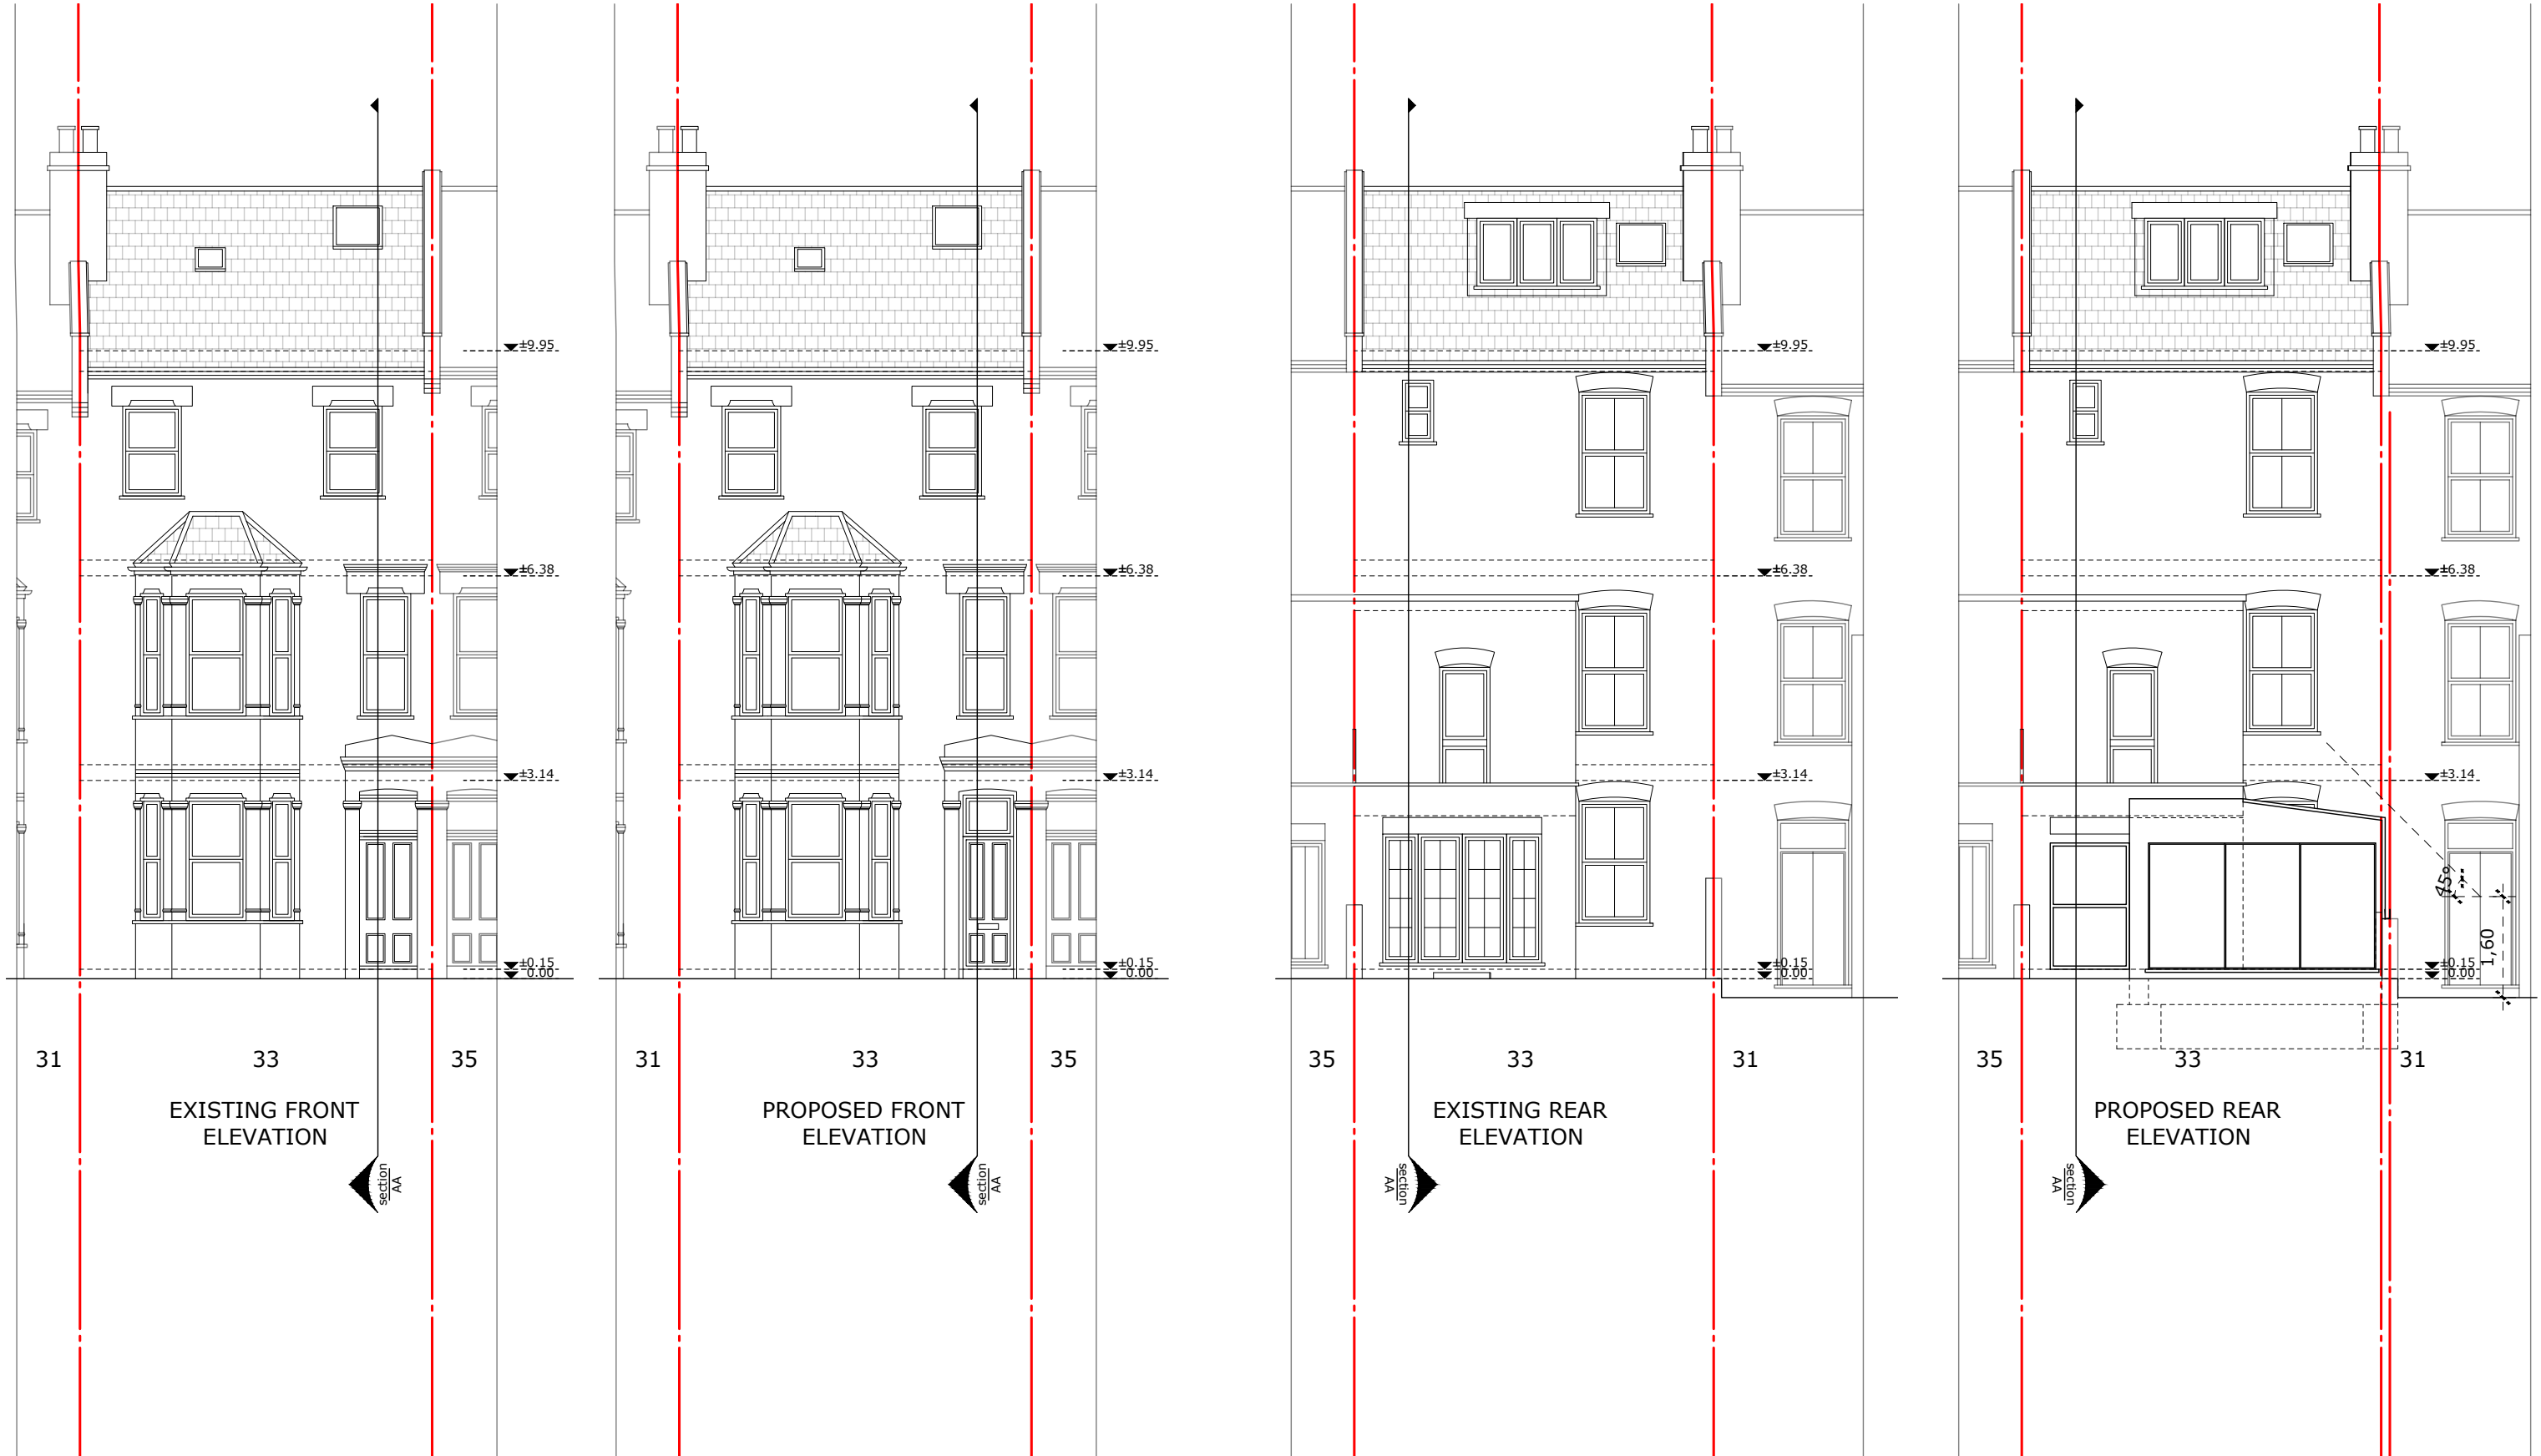 ±9.95
±6.38
±3.14
±0.15
0.00
31
33
35
EXISTING FRONT
ELEVATION
section
AA
±9.95
±6.38
±3.14
±0.15
0.00
31
33
35
PROPOSED FRONT
ELEVATION
section
AA
±9.95
±6.38
±3.14
±0.15
0.00
35
33
31
EXISTING REAR
ELEVATION
section
AA
±9.95
±6.38
±3.14
45°
1,60
±0.15
0.00
35
33
31
PROPOSED REAR
ELEVATION
section
AA